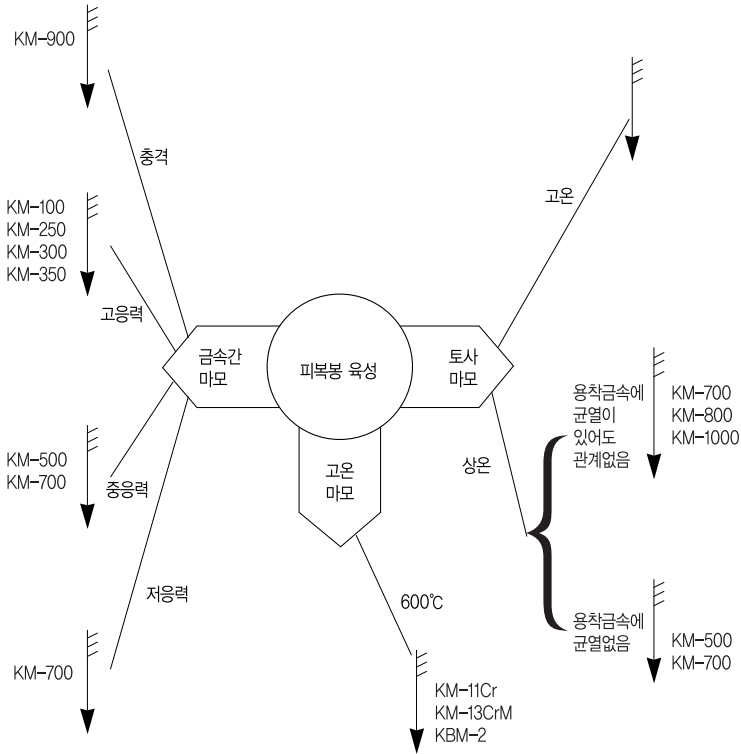 KM-900
충격
고온
KM-100
KM-250
KM-300
KM-350
고응력
금속간
마모
피복봉 육성
토사
마모
용착금속에
균열이
있어도
관계없음
KM-700
KM-800
KM-1000
KM-500
KM-700
중응력
고온
마모
상온
저응력
600℃
용착금속에
균열없음
KM-500
KM-700
KM-700
KM-11Cr
KM-13CrM
KBM-2